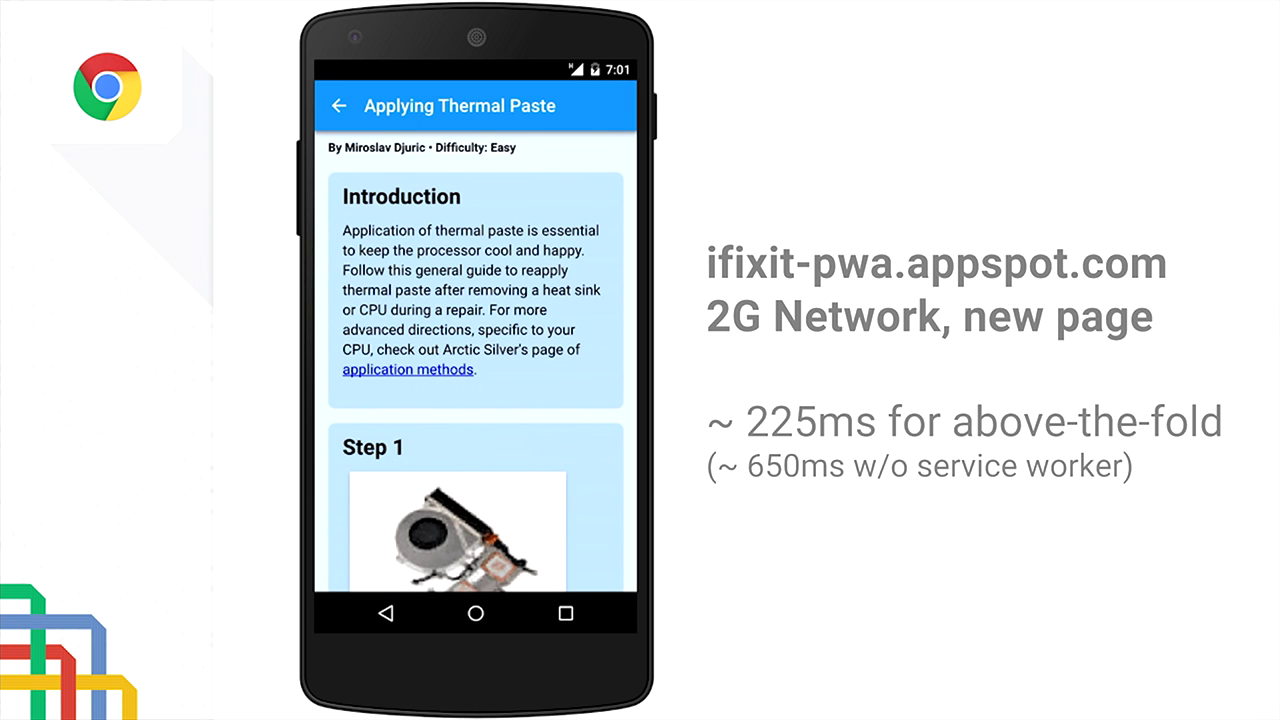 H 7:01
Applying Thermal Paste
By Miroslav Djuric • Difficulty: Easy
Introduction
Application of thermal paste is essential
to keep the processor cool and happy.
Follow this general guide to reapply
thermal paste after removing a heat sink
or CPU during a repair. For more
advanced directions, specific to your
CPU, check out Arctic Silver's page of
application methods.
Step 1
ifixit-pwa.appspot.com
2G Network, new page
~ 225ms for above-the-fold
(~ 650ms w/o service worker)